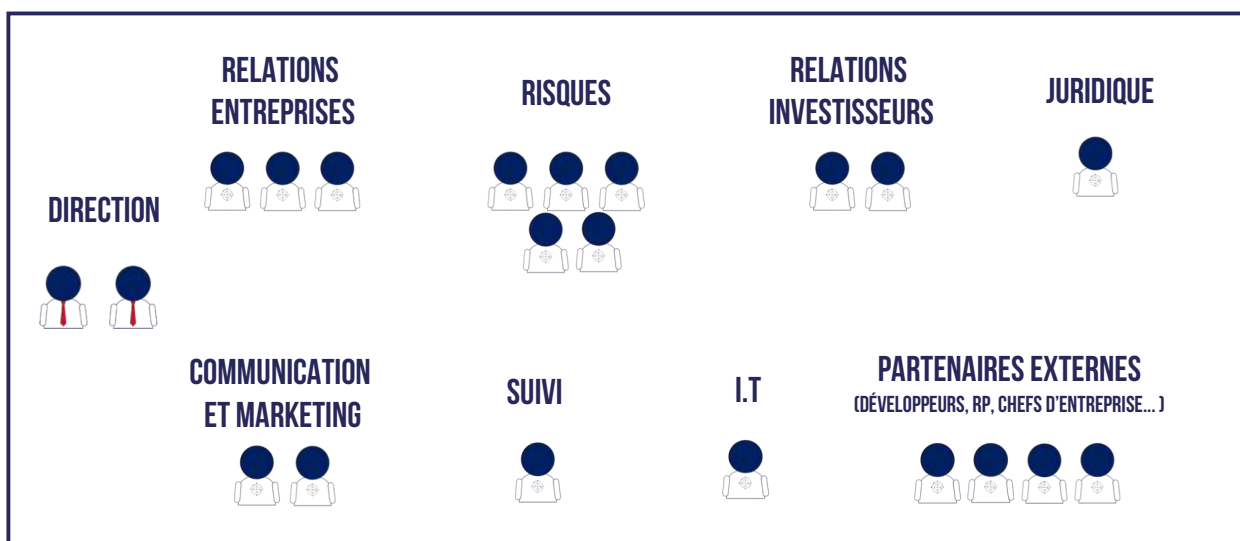 RELATIONS
ENTREPRISES
RISQUES
RELATIONS
INVESTISSEURS
JURIDIQUE
DIRECTION
COMMUNICATION
ET MARKETING
SUIVI
I.T
PARTENAIRES EXTERNES
(DÉVELOPPEURS, RP, CHEFS D'ENTREPRISE... )